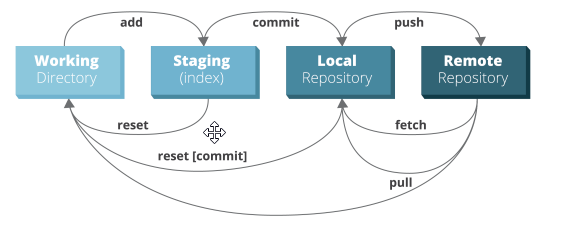 add
commit
push
Working
Directory
Staging
(index)
Local
Repository
Remote
Repository
reset
fetch
reset [commit]
pull